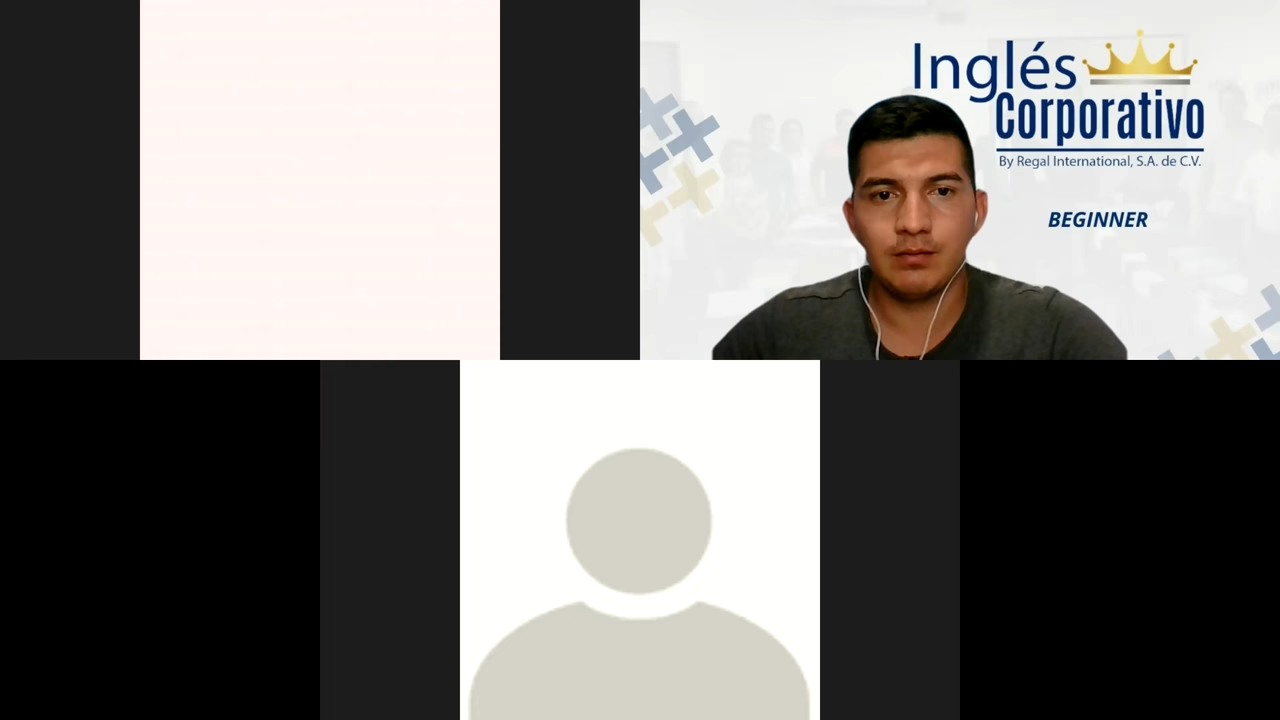 Inglés
Corporativo
By Regal International, S.A. de C.V.
BEGINNER